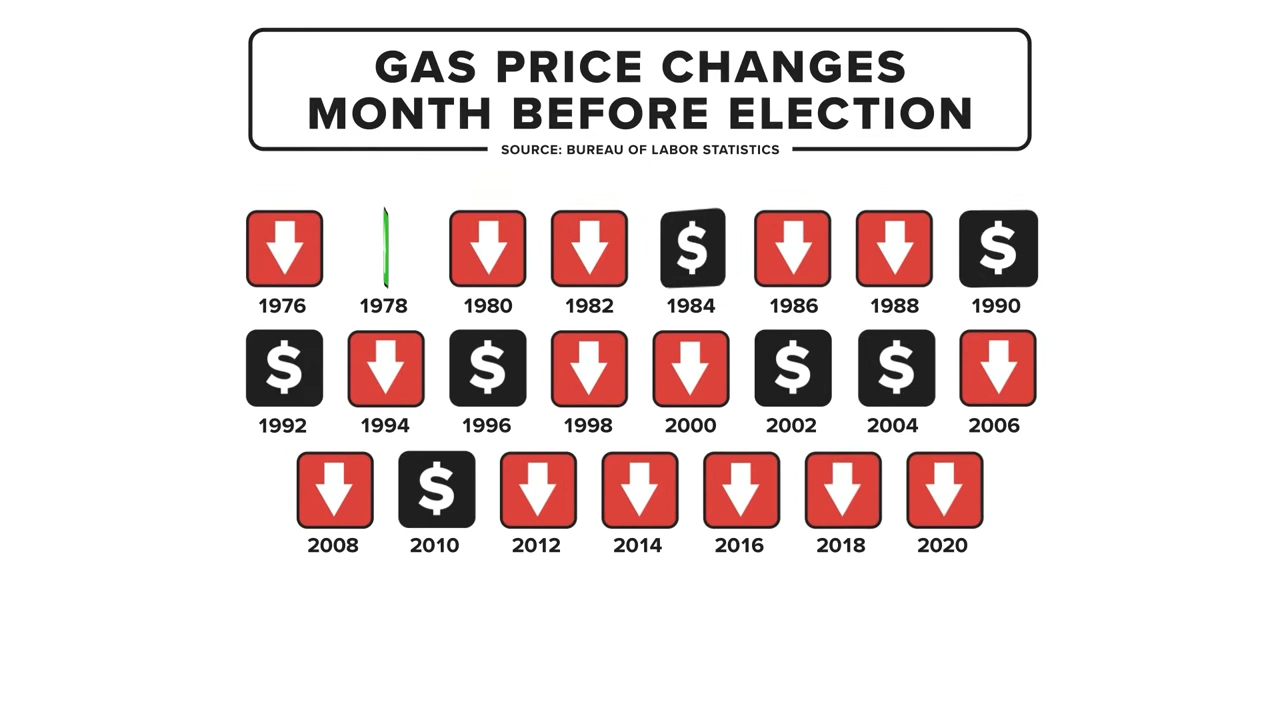 GAS PRICE CHANGES
MONTH BEFORE ELECTION
SOURCE: BUREAU OF LABOR STATISTICS
$ $
1976 1978 1980 1982 1984 1986 1988 1990
$ $ $ $
1992 1994 1996 1998 2000 2002 2004 2006
$
2008 2010 2012 2014 2016 2018 2020